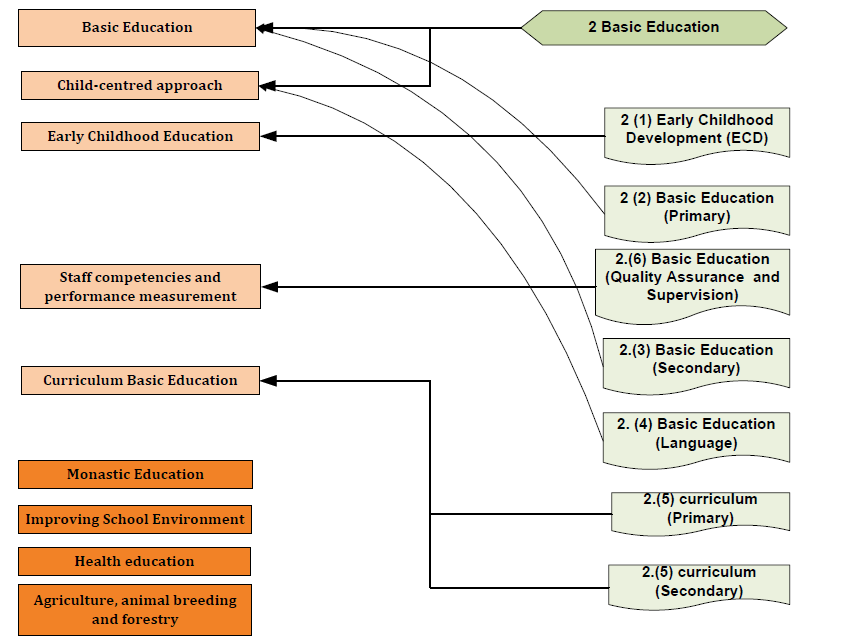 Basic Education
Child-centred approach
Early Childhood Education
Staff competencies and
performance measurement
Curriculum Basic Education
Monastic Education
Improving School Environment
Health education
Agriculture, animal breeding
and forestry
2 Basic Education
2 (1) Early Childhood
Development (ECD)
2 (2) Basic Education
(Primary)
2.(6) Basic Education
(Quality Assurance and
Supervision)
2.(3) Basic Education
(Secondary)
2. (4) Basic Education
(Language)
2.(5) curriculum
(Primary)
2.(5) curriculum
(Secondary)